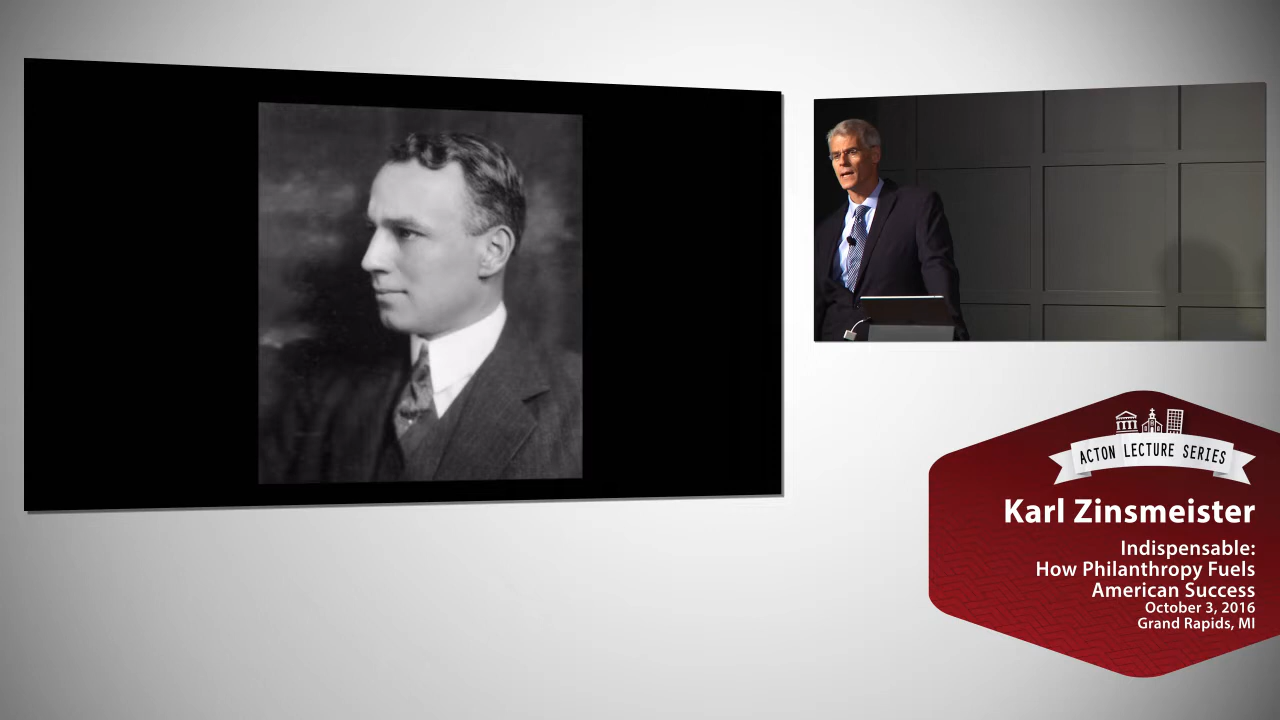 ACTON LECTURE SERIES
Karl Zinsmeister
Indispensable:
How Philanthropy Fuels
American Success
October 3, 2016
Grand Rapids, MI